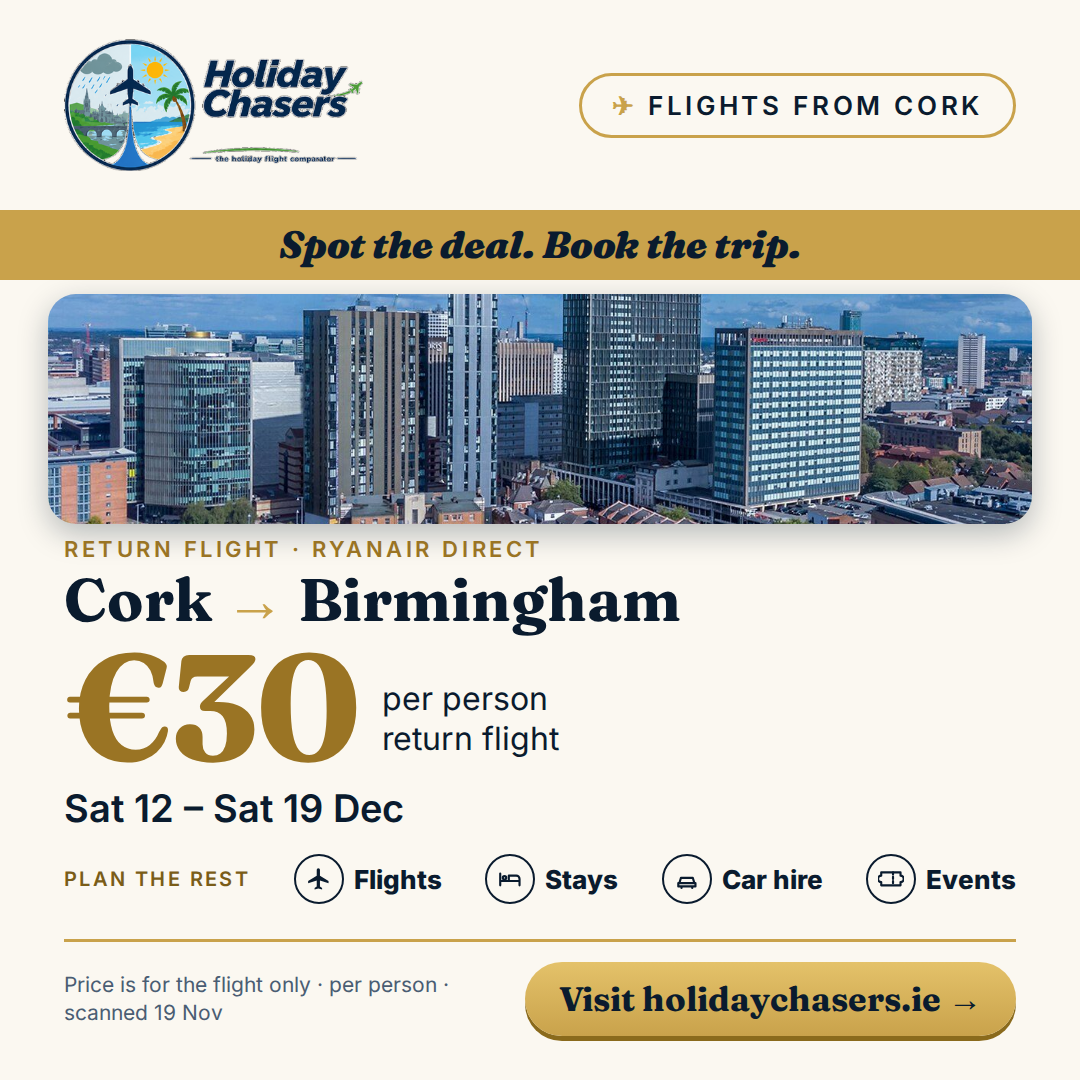 Holiday
Chasers
the holiday flight comparator
✈ FLIGHTS FROM CORK
Spot the deal. Book the trip.
RETURN FLIGHT · RYANAIR DIRECT
Cork → Birmingham
€30
per person
return flight
Sat 12 – Sat 19 Dec
PLAN THE REST Flights Stays Car hire Events
Price is for the flight only · per person ·
scanned 19 Nov
Visit holidaychasers.ie →